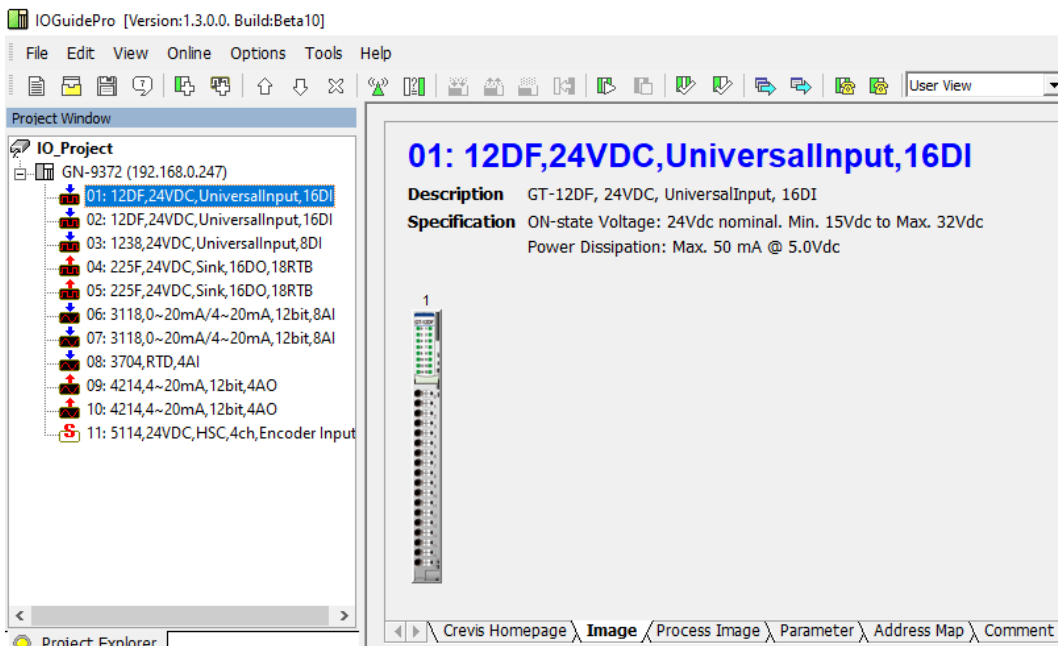 IOGuidePro [Version:1.3.0.0. Build:Beta10]
File Edit View Online Options Tools Help
User View
Project Window
IO_Project
GN-9372 (192.168.0.247)
01: 12DF,24VDC,UniversalInput,16DI
02: 12DF,24VDC,UniversalInput,16DI
03: 1238,24VDC,UniversalInput,8DI
04: 225F,24VDC,Sink,16DO,18RTB
05: 225F,24VDC,Sink,16DO,18RTB
06: 3118,0~20mA/4~20mA,12bit,8AI
07: 3118,0~20mA/4~20mA,12bit,8AI
08: 3704,RTD,4AI
09: 4214,4~20mA,12bit,4AO
10: 4214,4~20mA,12bit,4AO
11: 5114,24VDC,HSC,4ch,Encoder Input
Project Explorer
01: 12DF,24VDC,UniversalInput,16DI
Description GT-12DF, 24VDC, UniversalInput, 16DI
Specification ON-state Voltage: 24Vdc nominal. Min. 15Vdc to Max. 32Vdc
Power Dissipation: Max. 50 mA @ 5.0Vdc
1
GT-12DF
Crevis Homepage Image Process Image Parameter Address Map Comment